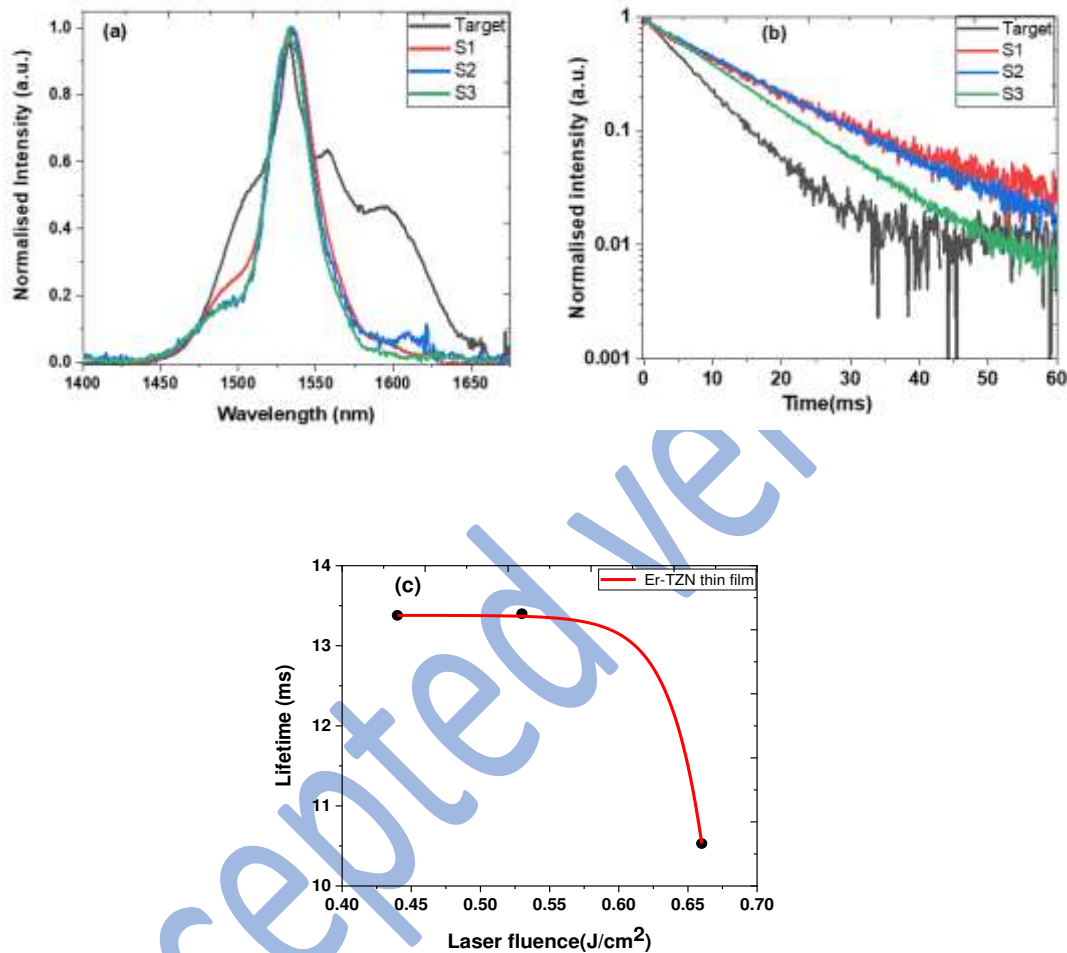 (a)
Target
S1
S2
S3
1.0
0.8
0.6
0.4
0.2
0.0
Normalised Intensity (a.u.)
1400 1450 1500 1550 1600 1650
Wavelength (nm)
(b)
Target
S1
S2
S3
1
0.1
0.01
0.001
Normalised intensity (a.u.)
0 10 20 30 40 50 60
Time(ms)
(c)
Er-TZN thin film
14
13
12
11
10
Lifetime (ms)
0.40 0.45 0.50 0.55 0.60 0.65 0.70
Laser fluence(J/cm²)
cepted ver